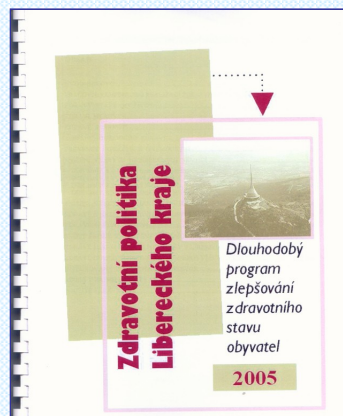 Zdravotní politika
Libereckého kraje
Dlouhodobý
program
zlepšování
zdravotního
stavu
obyvatel
2005